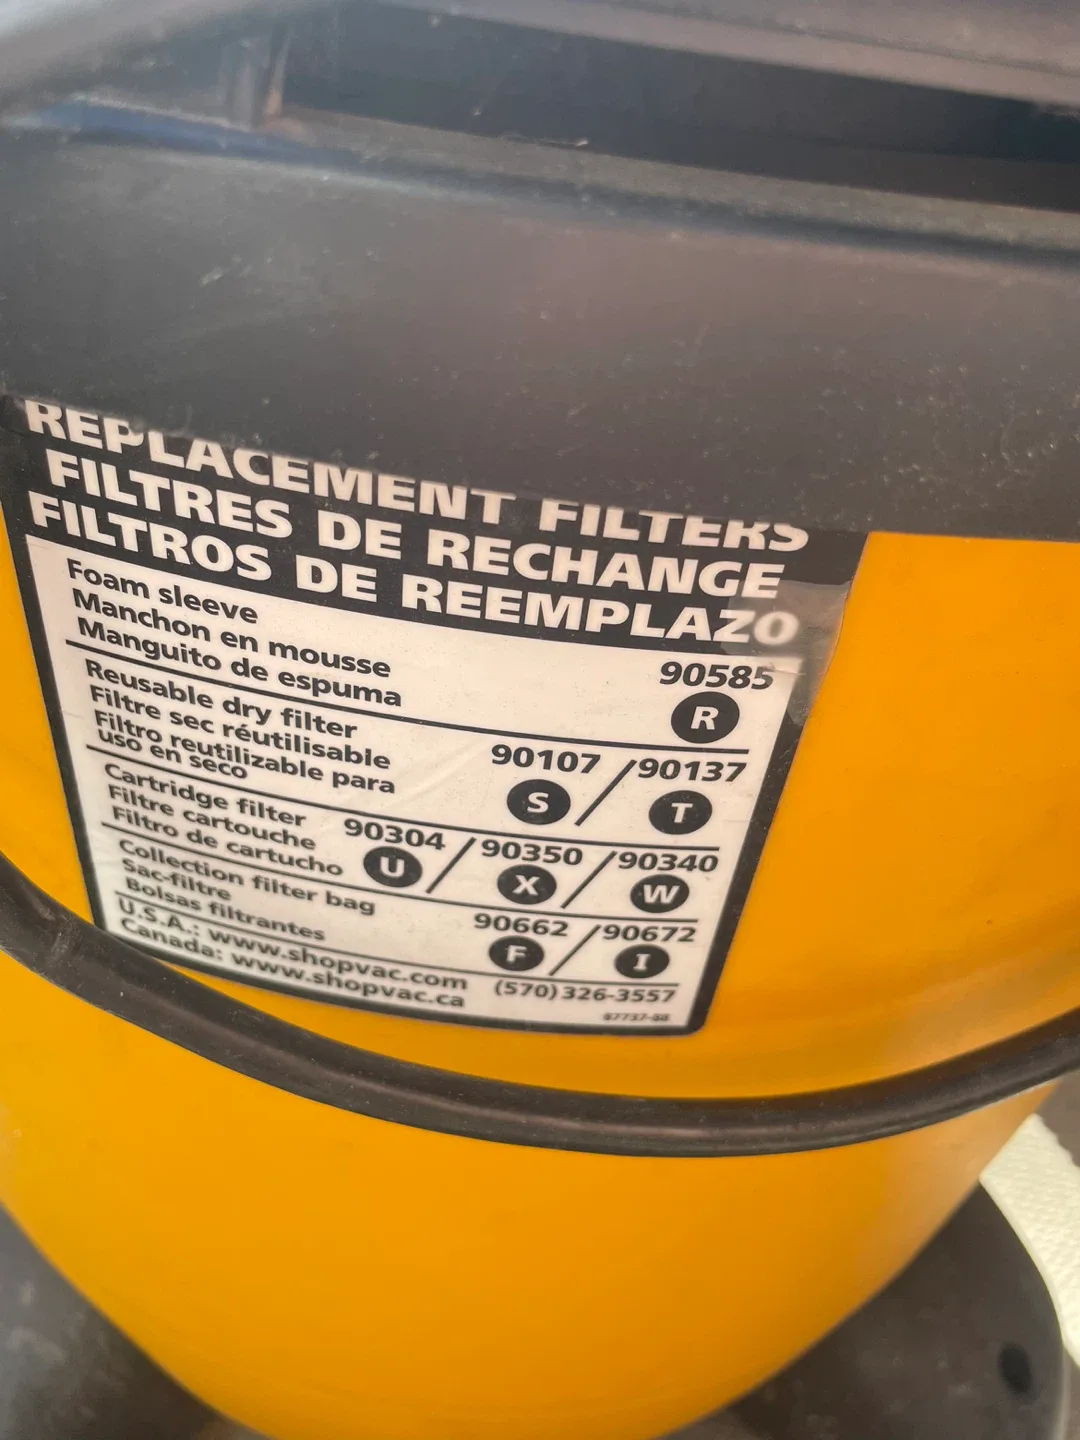 REPLACEMENT FILTERS
FILTRES DE RECHANGE
FILTROS DE REEMPLAZO
Foam sleeve
Manchon en mousse
Manguito de espuma
90585
R
Reusable dry filter
Filtre sec réutilisable
Filtro reutilizable para
uso en seco
90107 / 90137
S T
Cartridge filter
Filtre cartouche
Filtro de cartucho
90304 / 90350 / 90340
U X W
Collection filter bag
Sac-filtre
Bolsas filtrantes
90662 / 90672
F I
U.S.A.: www.shopvac.com
Canada: www.shopvac.ca
(570) 326-3557